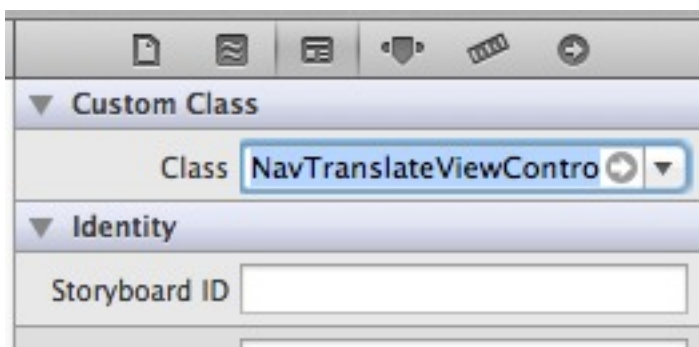 Custom Class
Class NavTranslateViewContro
Identity
Storyboard ID